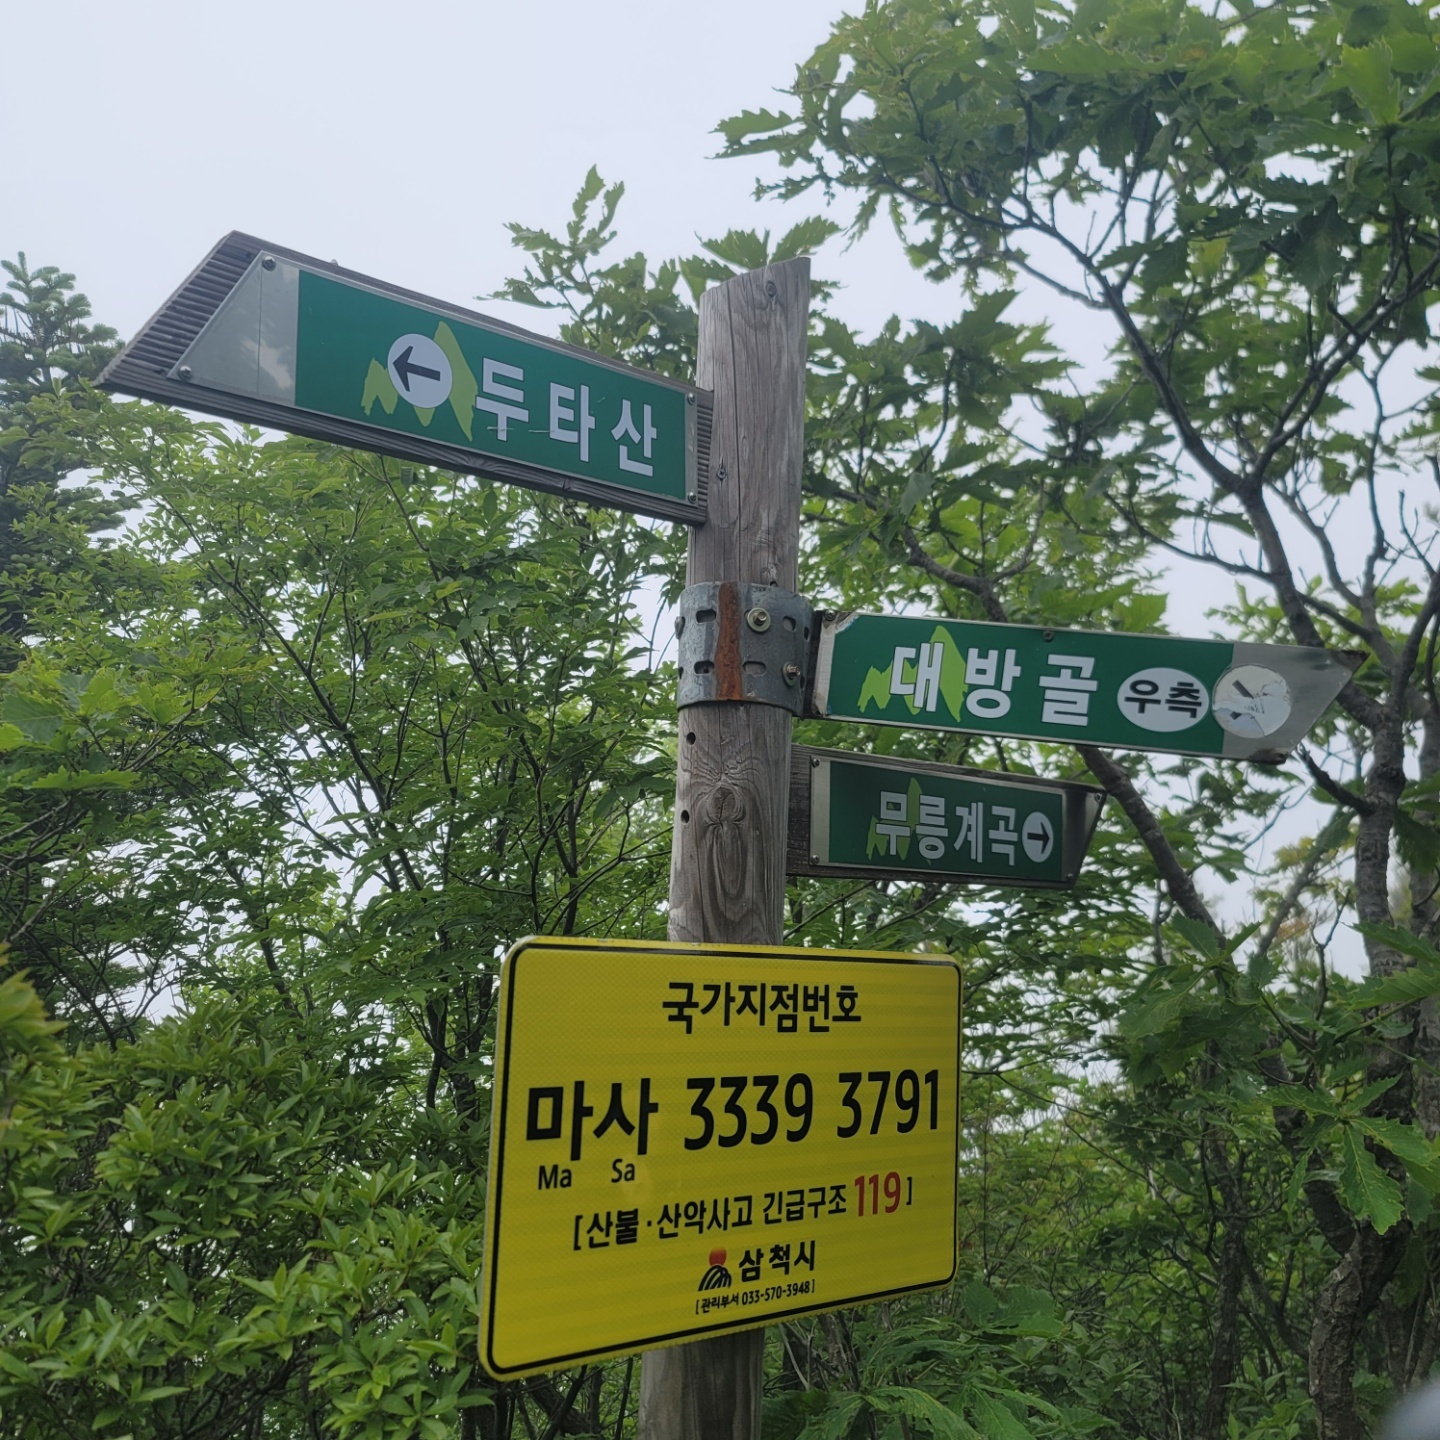 두타산
대방골 우측
무릉계곡
국가지점번호
마사 3339 3791
Ma Sa
[산불·산악사고 긴급구조 119]
삼척시
[관리부서 033-570-3948]